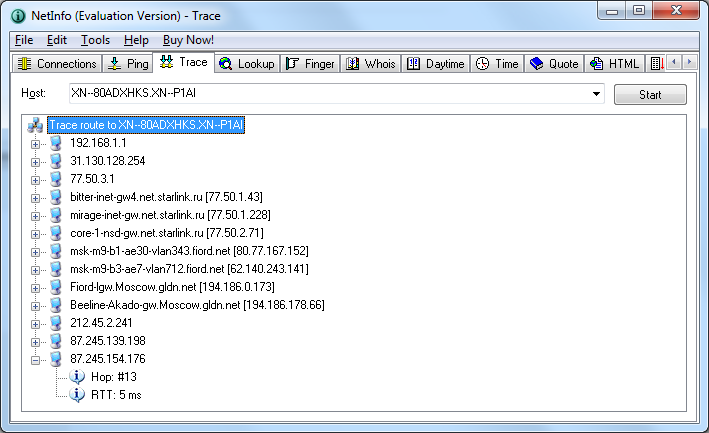 NetInfo (Evaluation Version) - Trace
File Edit Tools Help Buy Now!
Connections Ping Trace Lookup Finger Whois Daytime Time Quote HTML
Host: XN--80ADXHKS.XN--P1AI Start
Trace route to XN--80ADXHKS.XN--P1AI
192.168.1.1
31.130.128.254
77.50.3.1
bitter-inet-gw4.net.starlink.ru [77.50.1.43]
mirage-inet-gw.net.starlink.ru [77.50.1.228]
core-1-nsd-gw.net.starlink.ru [77.50.2.71]
msk-m9-b1-ae30-vlan343.fiord.net [80.77.167.152]
msk-m9-b3-ae7-vlan712.fiord.net [62.140.243.141]
Fiord-lgw.Moscow.gldn.net [194.186.0.173]
Beeline-Akado-gw.Moscow.gldn.net [194.186.178.66]
212.45.2.241
87.245.139.198
87.245.154.176
Hop: #13
RTT: 5 ms